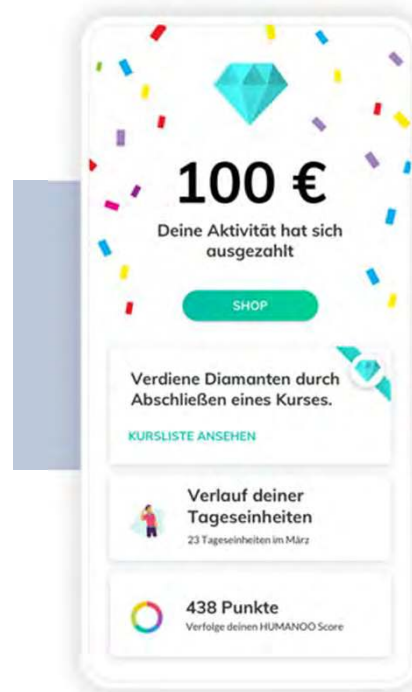 100 €
Deine Aktivität hat sich
ausgezahlt
SHOP
Verdiene Diamanten durch
Abschließen eines Kurses.
KURSLISTE ANSEHEN
Verlauf deiner
Tageseinheiten
23 Tageseinheiten im März
438 Punkte
Verfolge deinen HUMANOO Score